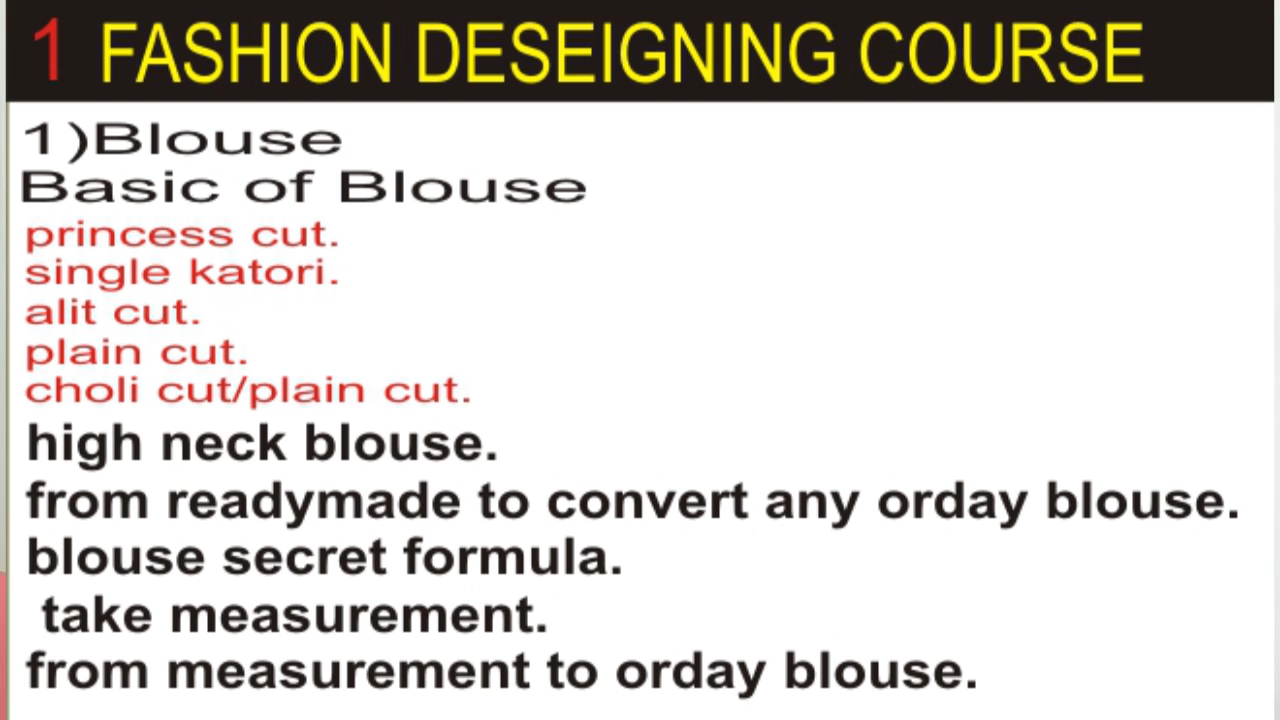 1 FASHION DESEIGNING COURSE
1)Blouse
Basic of Blouse
princess cut.
single katori.
alit cut.
plain cut.
choli cut/plain cut.
high neck blouse.
from readymade to convert any orday blouse.
blouse secret formula.
take measurement.
from measurement to orday blouse.